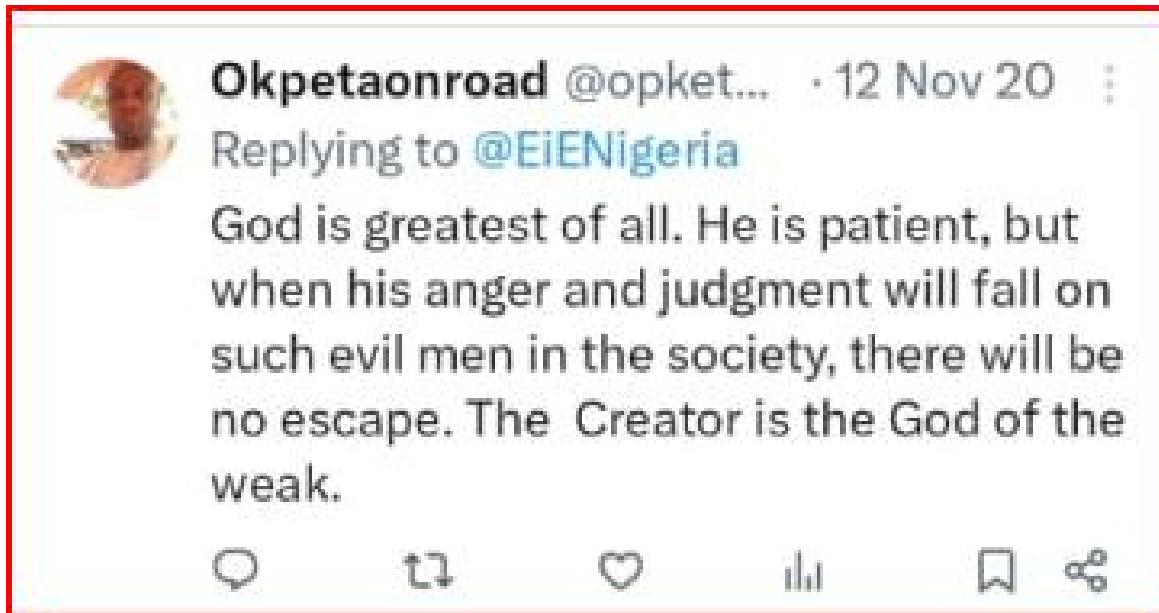 Okpetaonroad @opket... · 12 Nov 20
Replying to @EiENigeria
God is greatest of all. He is patient, but
when his anger and judgment will fall on
such evil men in the society, there will be
no escape. The  Creator is the God of the
weak.